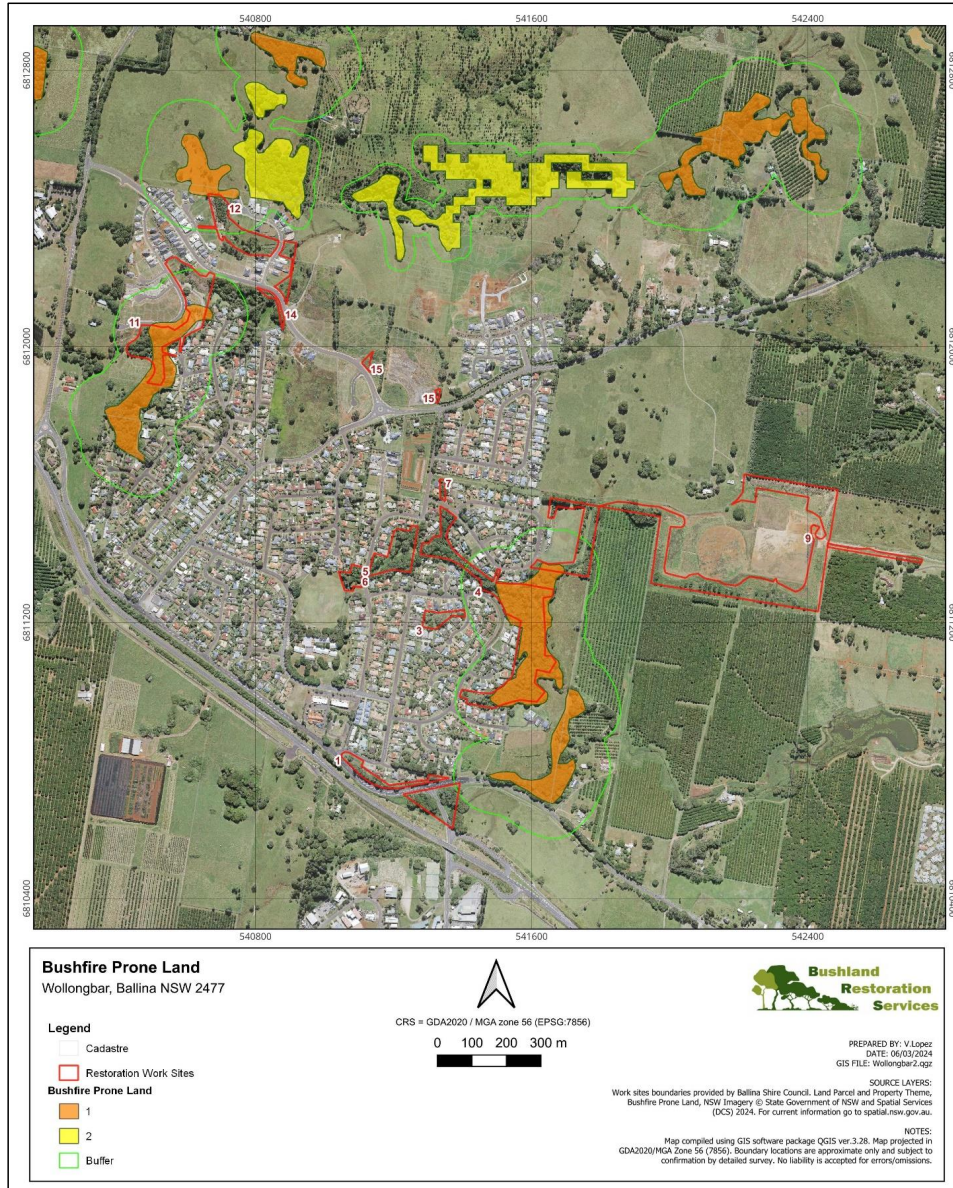 540800
541600
542400
6812800
6812800
12
14
11
6812000
6812000
15
15
7
9
5
6
4
3
6811200
6811200
1
6810400
6810400
540800
541600
542400
Bushfire Prone Land
Wollongbar, Ballina NSW 2477
Legend
Cadastre
Restoration Work Sites
Bushfire Prone Land
1
2
Buffer
CRS = GDA2020 / MGA zone 56 (EPSG:7856)
0 100 200 300 m
Bushland
Restoration
Services
PREPARED BY: V.Lopez
DATE: 06/03/2024
GIS FILE: Wollongbar2.qgz
SOURCE LAYERS:
Work sites boundaries provided by Ballina Shire Council. Land Parcel and Property Theme,
Bushfire Prone Land, NSW Imagery © State Government of NSW and Spatial Services
(DCS) 2024. For current information go to spatial.nsw.gov.au.
NOTES:
Map compiled using GIS software package QGIS ver.3.28. Map projected in
GDA2020/MGA Zone 56 (7856). Boundary locations are approximate only and subject to
confirmation by detailed survey. No liability is accepted for errors/omissions.